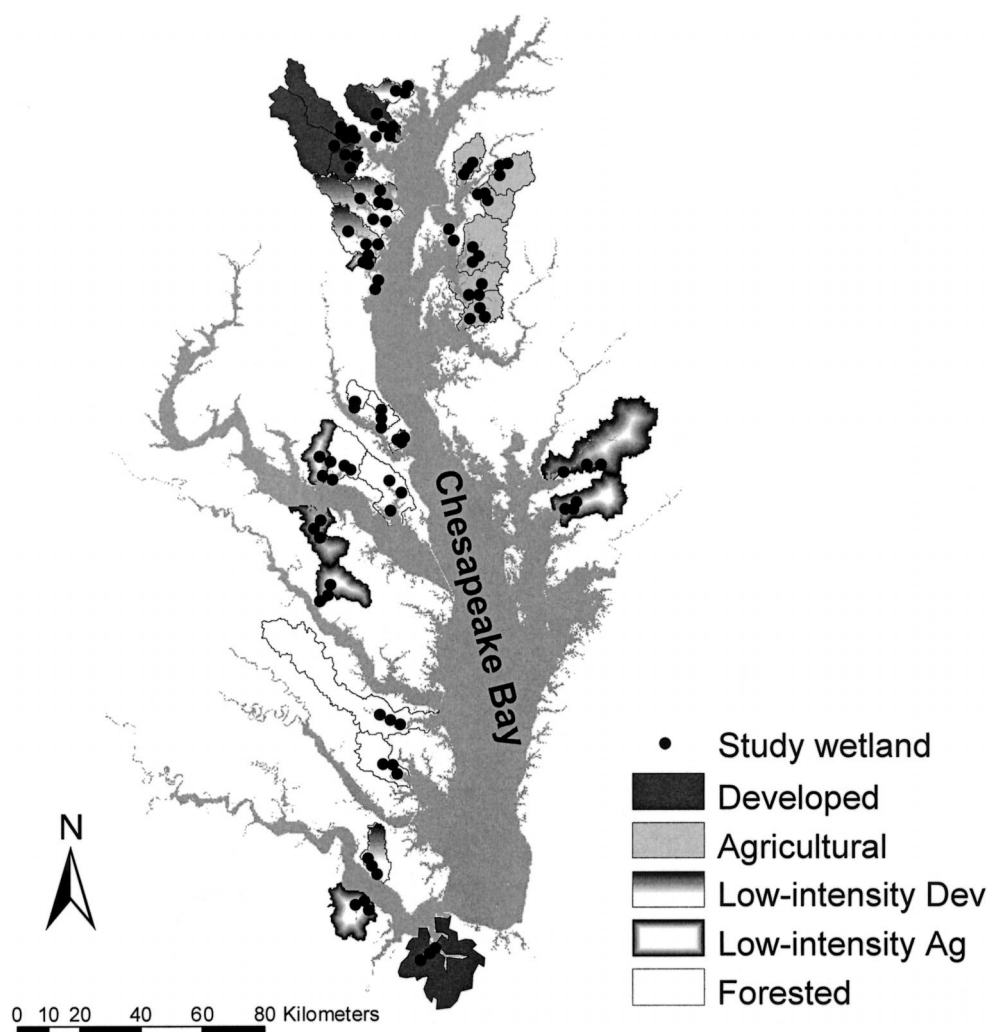 Chesapeake Bay
Study wetland
Developed
Agricultural
Low-intensity Dev
Low-intensity Ag
Forested
N
0 10 20 40 60 80 Kilometers